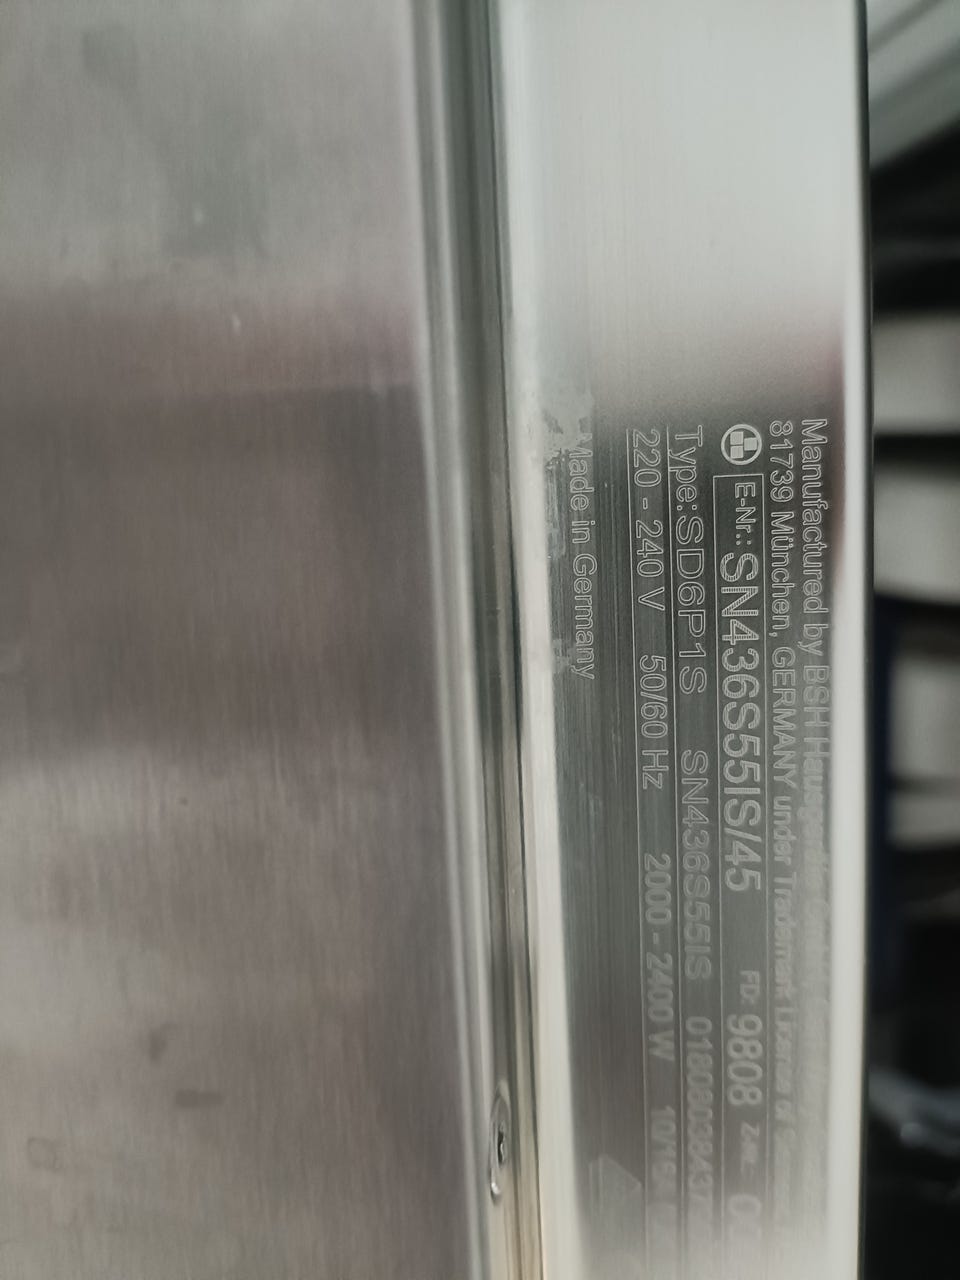 Manufactured by BSH Hausgeräte GmbH,
81739 München, GERMANY under Trademark License of
E-Nr.: SN436S55IS/45 FD: 9808 Z-Nr.
Type:SD6P1S SN436S55IS
220 - 240 V 50/60 Hz 2000 - 2400 W
Made in Germany